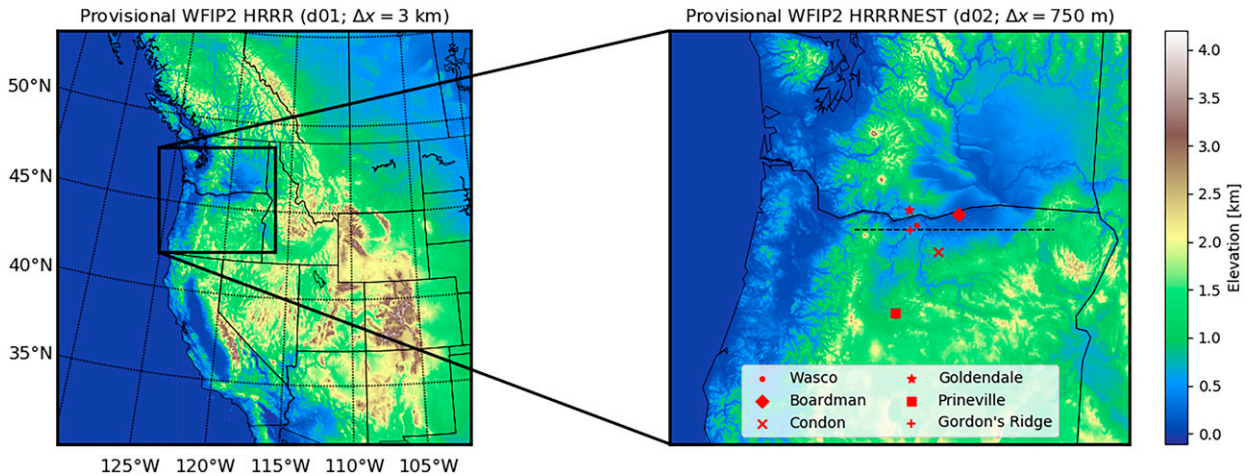 Provisional WFIP2 HRRR (d01; Δx = 3 km)
Provisional WFIP2 HRRRNEST (d02; Δx = 750 m)
50°N
45°N
40°N
35°N
125°W 120°W 115°W 110°W 105°W
Wasco
Boardman
Condon
Goldendale
Prineville
Gordon's Ridge
4.0
3.5
3.0
2.5
2.0
1.5
1.0
0.5
0.0
Elevation [km]